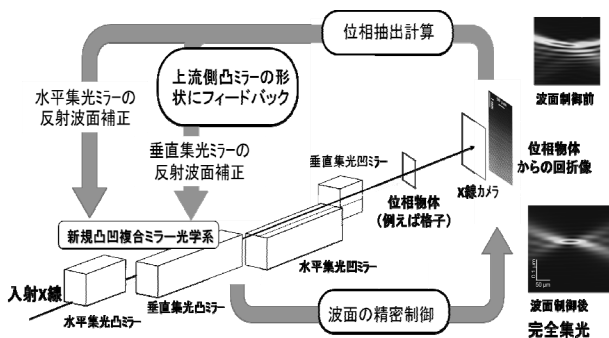 位相抽出計算
上流側凸ミラーの形
状にフィードバック
水平集光ミラーの
反射波面補正
垂直集光ミラーの
反射波面補正
垂直集光凹ミラー
波面制御前
位相物体
からの回折像
X線カメラ
位相物体
(例えば格子)
新規凸凹複合ミラー光学系
水平集光凹ミラー
入射X線
垂直集光凸ミラー
水平集光凸ミラー
波面の精密制御
0.1 μm
50 μm
波面制御後
完全集光